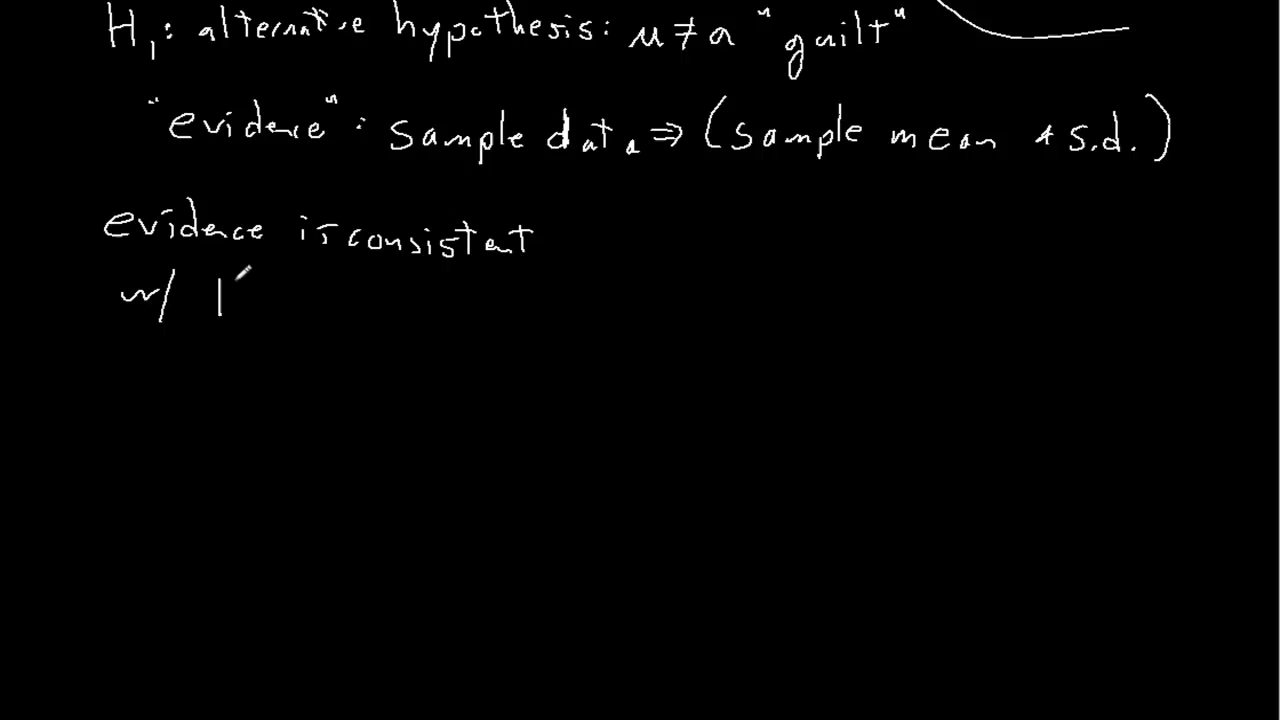 H₁: alternative hypothesis: μ ≠ a "guilt"
"evidence": sample data ⇒ (sample mean + s.d.)
evidence is consistent
w/